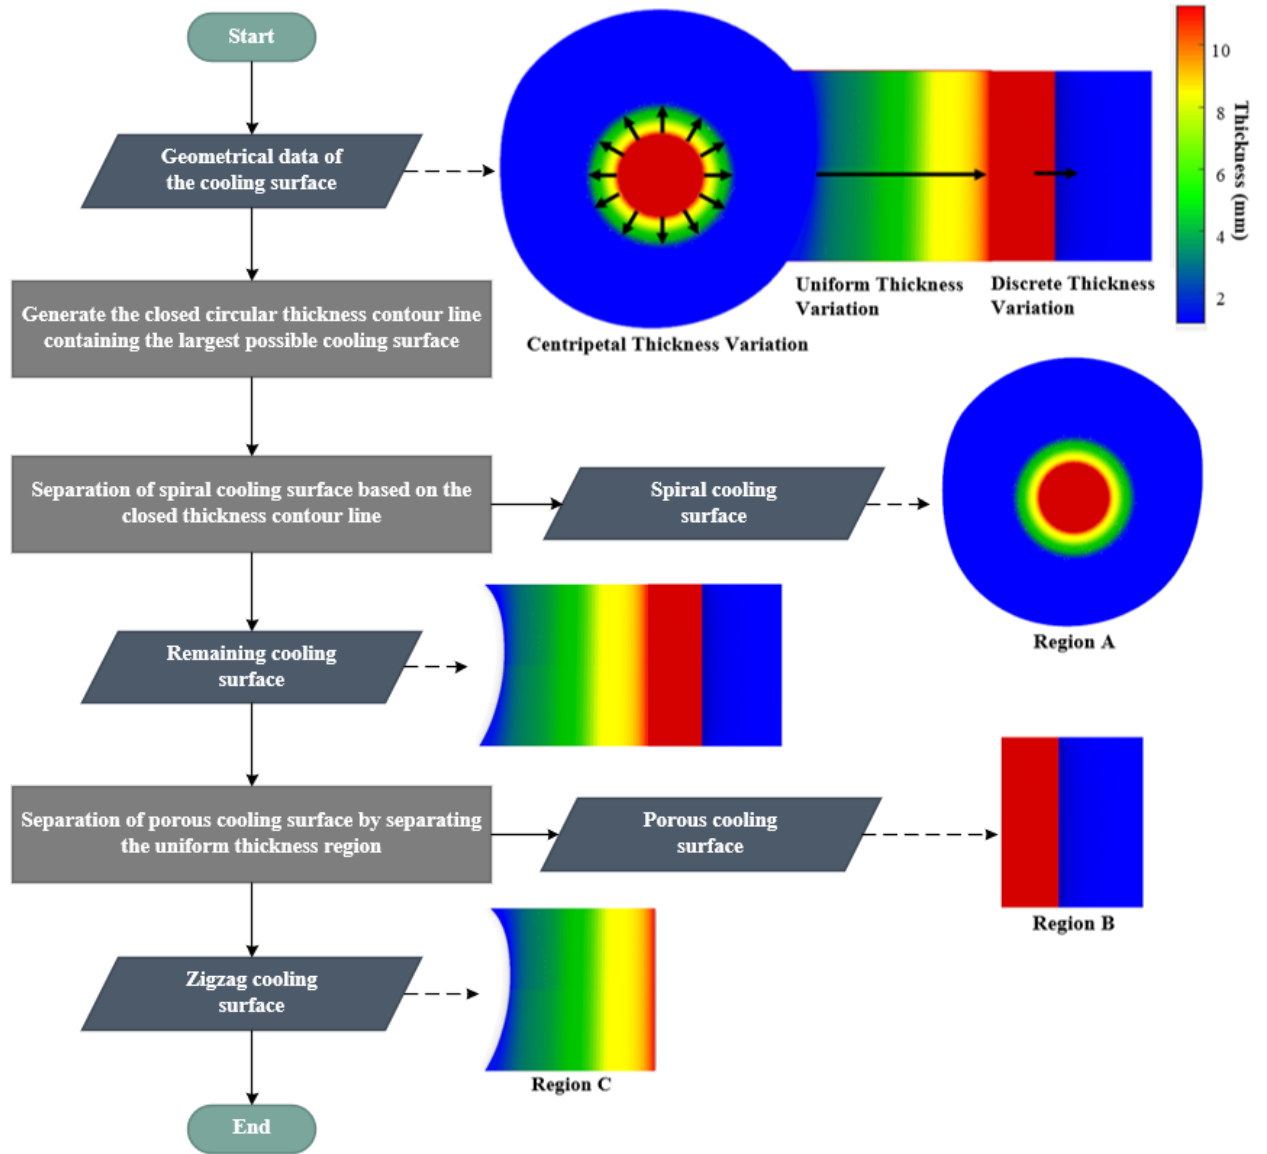 Start
Geometrical data of
the cooling surface
Centripetal Thickness Variation
Uniform Thickness
Variation
Discrete Thickness
Variation
10
8
6
4
2
Thickness (mm)
Generate the closed circular thickness contour line
containing the largest possible cooling surface
Separation of spiral cooling surface based on the
closed thickness contour line
Spiral cooling
surface
Region A
Remaining cooling
surface
Separation of porous cooling surface by separating
the uniform thickness region
Porous cooling
surface
Region B
Zigzag cooling
surface
Region C
End